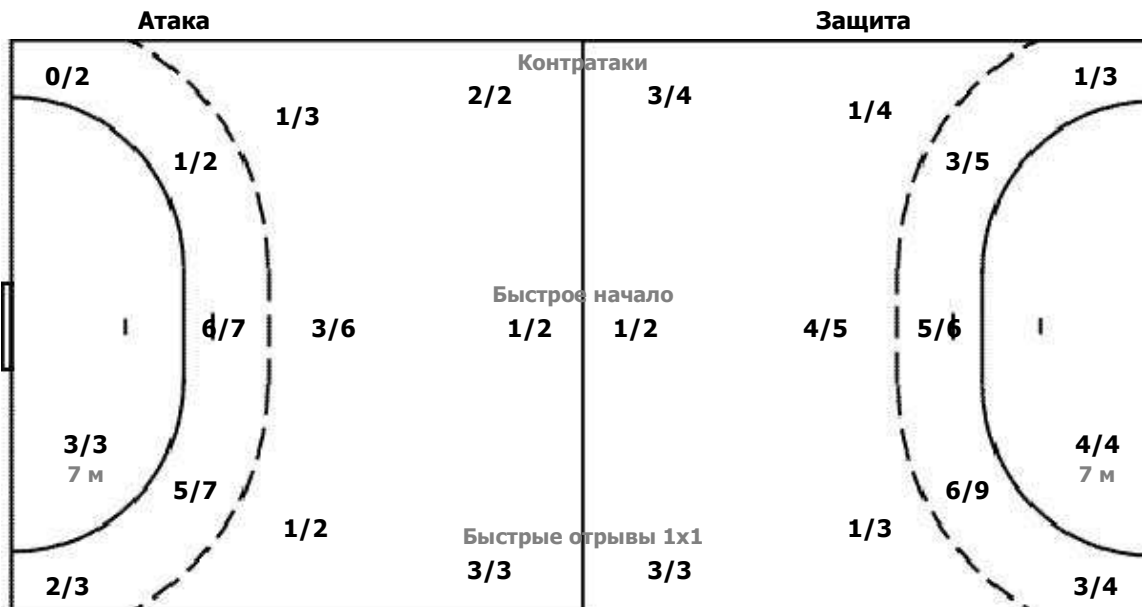 Атака Защита
Контратаки
0/2 1/3
2/2 3/4
1/3 1/4
1/2 3/5
Быстрое начало
6/7 3/6 1/2 1/2 4/5 5/6
3/3 4/4
7 м 7 м
5/7 6/9
1/2 1/3
Быстрые отрывы 1x1
3/3 3/3
2/3 3/4